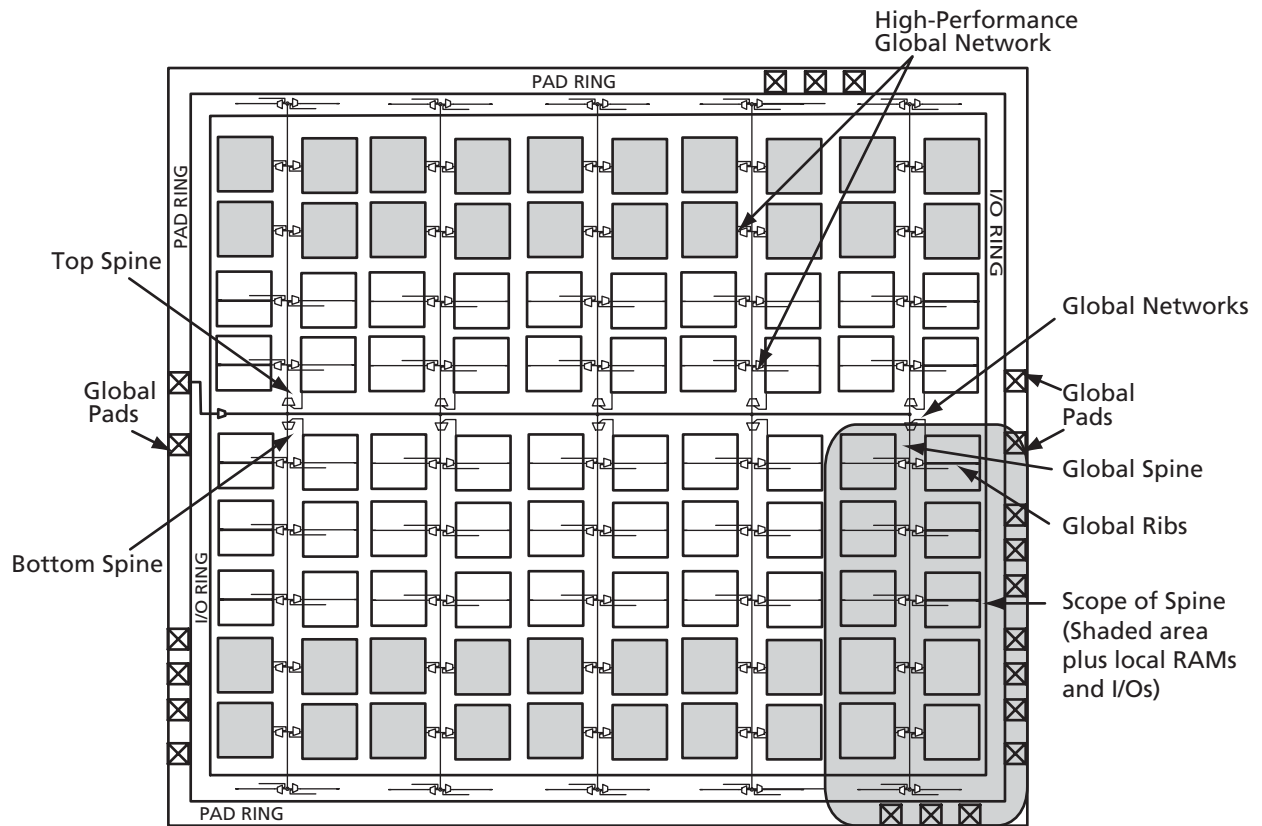 High-Performance
Global Network
PAD RING
PAD RING
I/O RING
Top Spine
Global Networks
Global
Pads
Global
Pads
Global Spine
Global Ribs
Bottom Spine
I/O RING
Scope of Spine
(Shaded area
plus local RAMs
and I/Os)
PAD RING